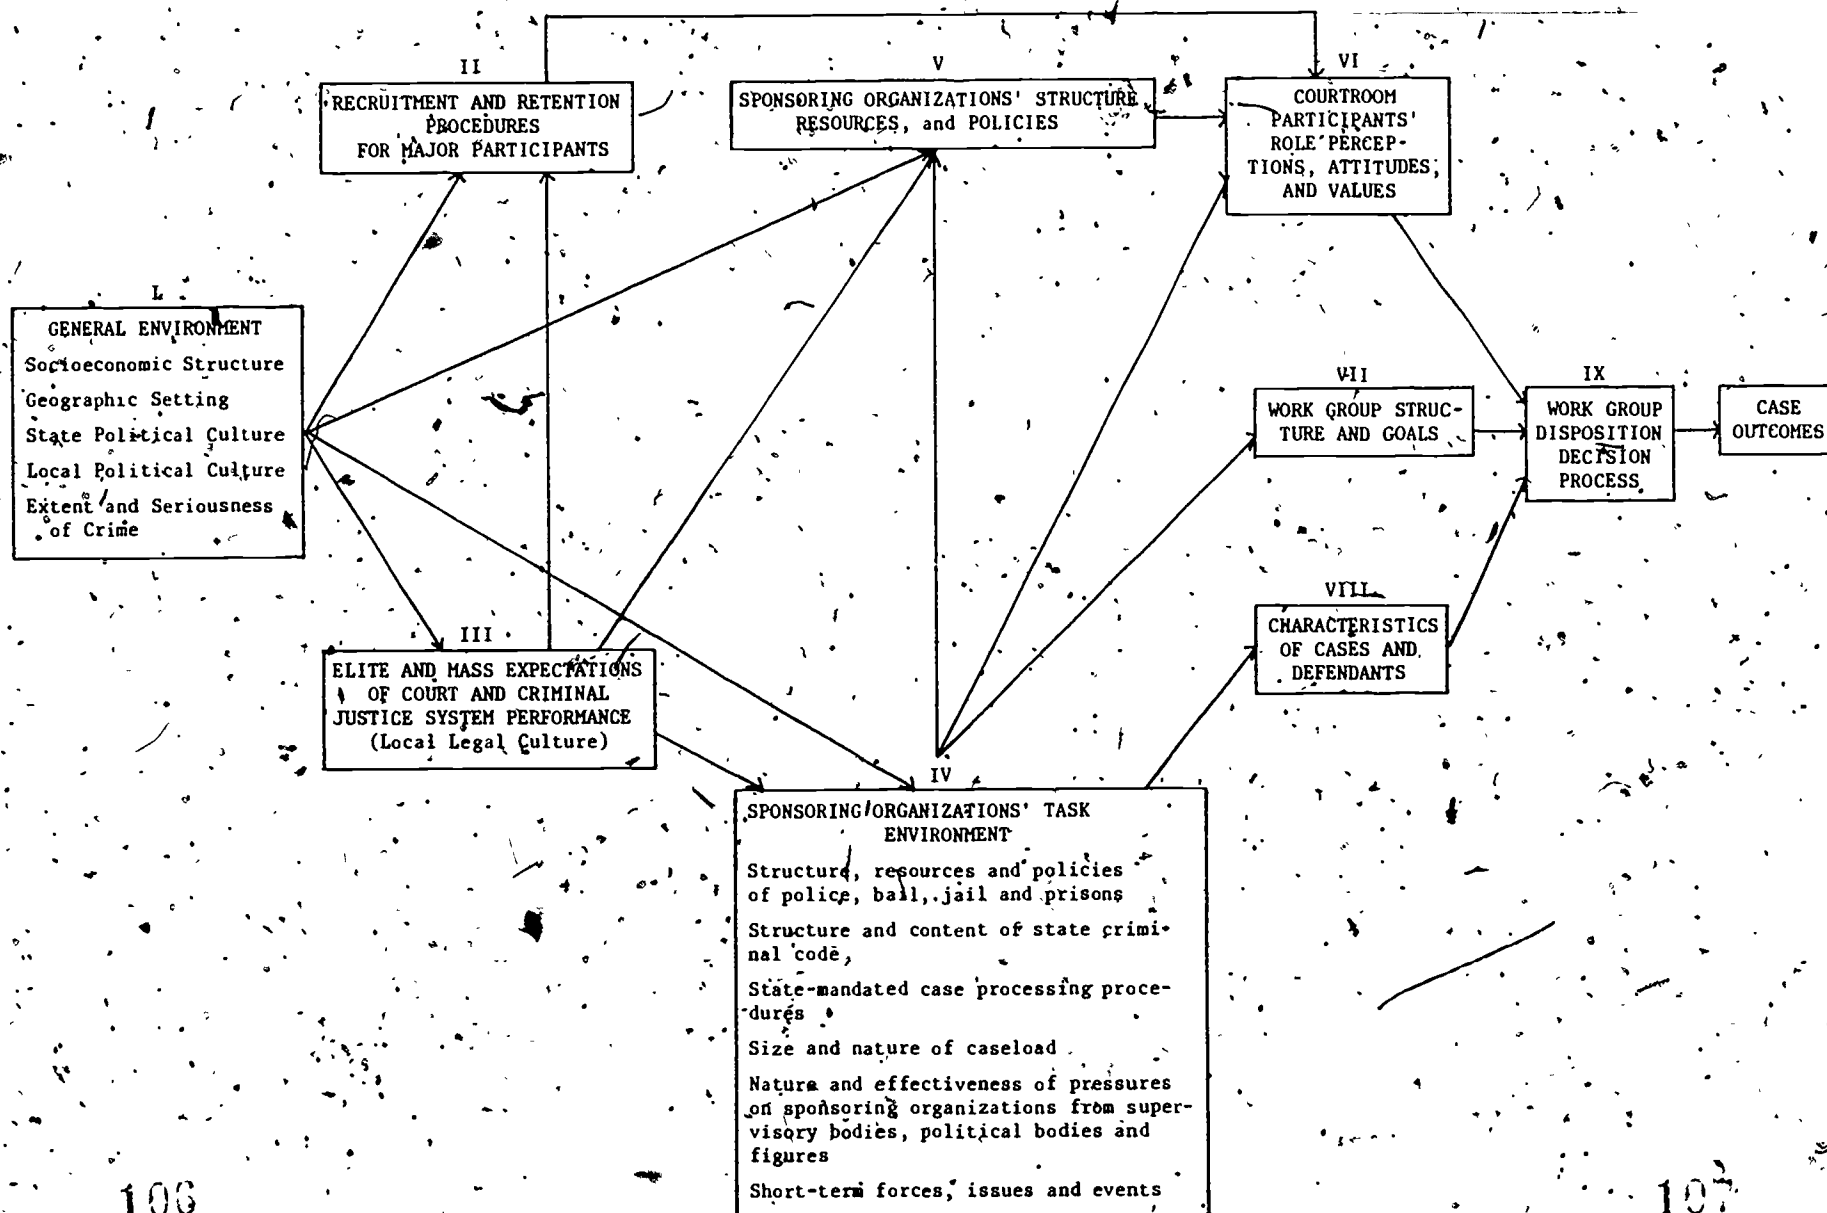 II
RECRUITMENT AND RETENTION
PROCEDURES
FOR MAJOR PARTICIPANTS
V
SPONSORING ORGANIZATIONS' STRUCTURE
RESOURCES, and POLICIES
VI
COURTROOM
PARTICIPANTS'
ROLE PERCEP-
TIONS, ATTITUDES,
AND VALUES
I.
GENERAL ENVIRONMENT
Socioeconomic Structure
Geographic Setting
State Political Culture
Local Political Culture
Extent and Seriousness
of Crime
VII
WORK GROUP STRUC-
TURE AND GOALS
IX
WORK GROUP
DISPOSITION
DECISION
PROCESS
CASE
OUTCOMES
III
ELITE AND MASS EXPECTATIONS
OF COURT AND CRIMINAL
JUSTICE SYSTEM PERFORMANCE
(Local Legal Culture)
VIII
CHARACTERISTICS
OF CASES AND
DEFENDANTS
IV
SPONSORING ORGANIZATIONS' TASK
ENVIRONMENT
Structure, resources and policies
of police, bail, jail and prisons
Structure and content of state crimi-
nal code,
State-mandated case processing proce-
dures
Size and nature of caseload
Nature and effectiveness of pressures
on sponsoring organizations from super-
visory bodies, political bodies and
figures
Short-term forces, issues and events
106
107